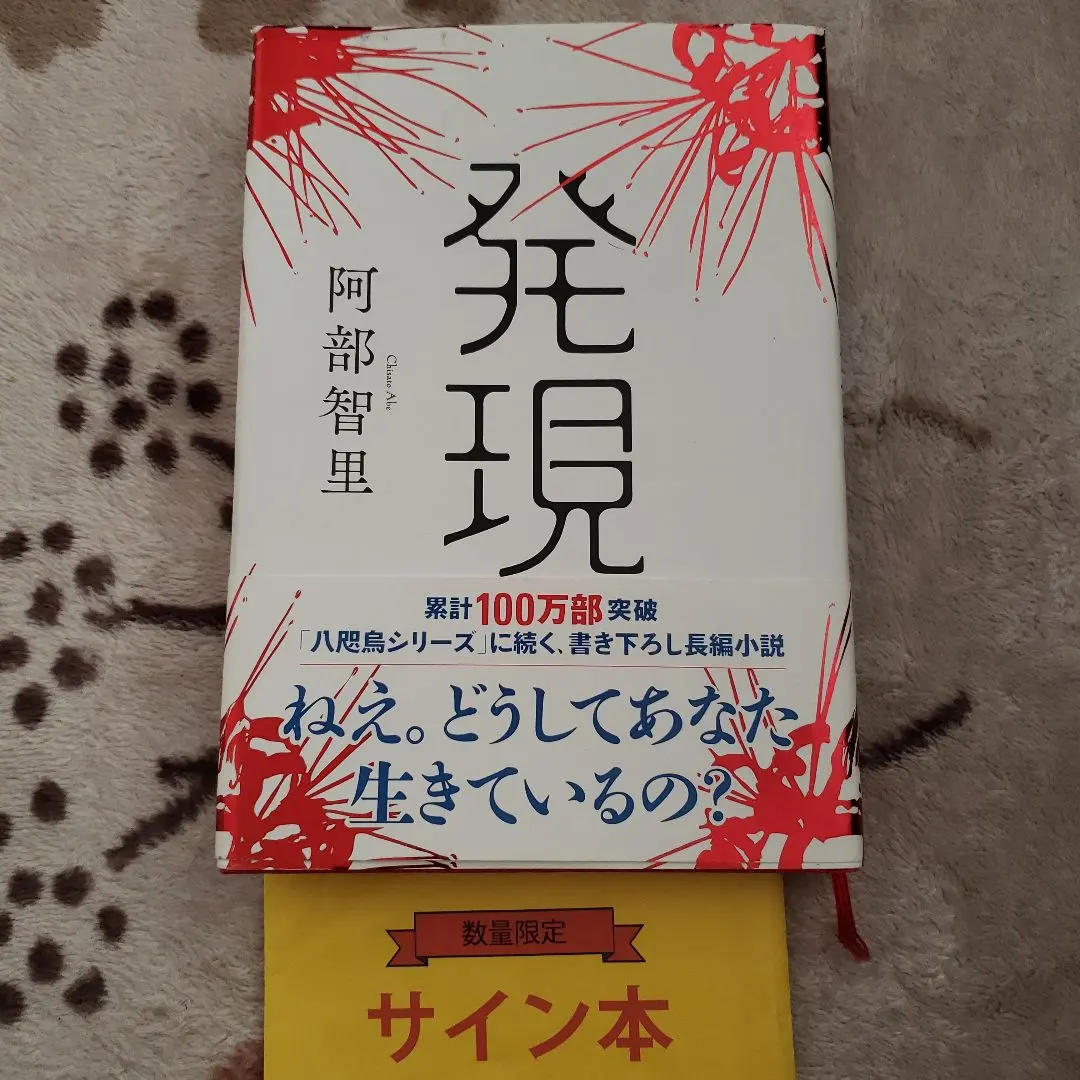 発現
阿部智里
Chisato Abe
累計100万部突破
「八咫烏シリーズ」に続く、書き下ろし長編小説
ねえ。どうしてあなた
生きているの?
数量限定
サイン本